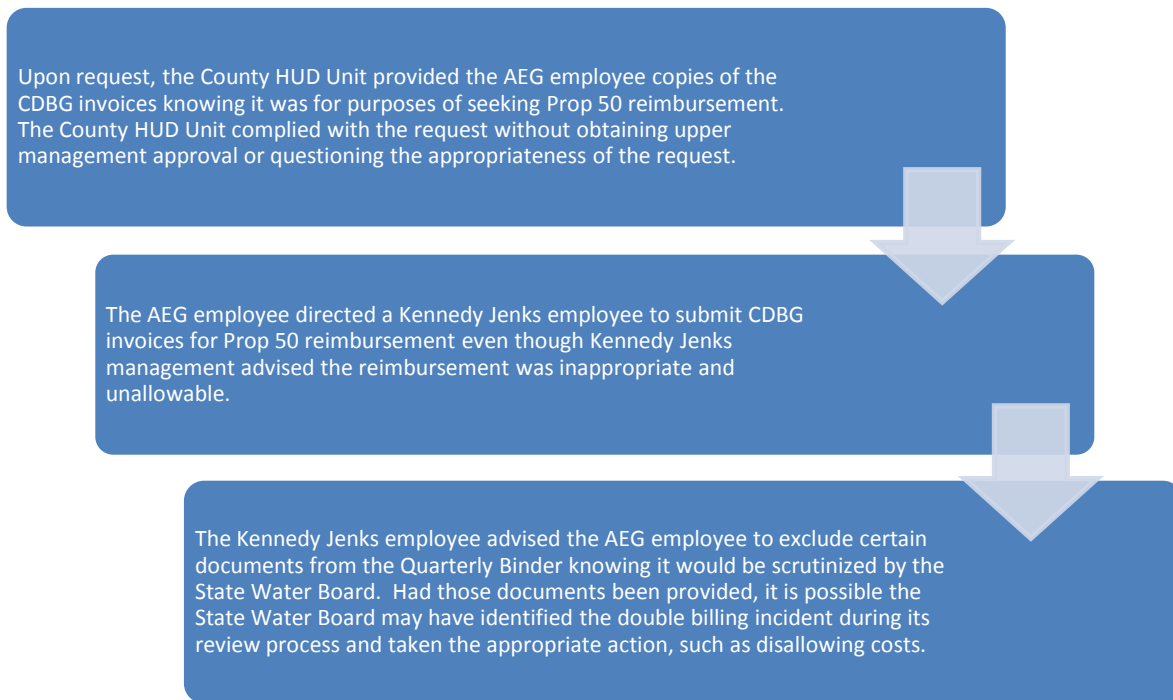 Upon request, the County HUD Unit provided the AEG employee copies of the
CDBG invoices knowing it was for purposes of seeking Prop 50 reimbursement.
The County HUD Unit complied with the request without obtaining upper
management approval or questioning the appropriateness of the request.
The AEG employee directed a Kennedy Jenks employee to submit CDBG
invoices for Prop 50 reimbursement even though Kennedy Jenks
management advised the reimbursement was inappropriate and
unallowable.
The Kennedy Jenks employee advised the AEG employee to exclude certain
documents from the Quarterly Binder knowing it would be scrutinized by the
State Water Board.  Had those documents been provided, it is possible the
State Water Board may have identified the double billing incident during its
review process and taken the appropriate action, such as disallowing costs.